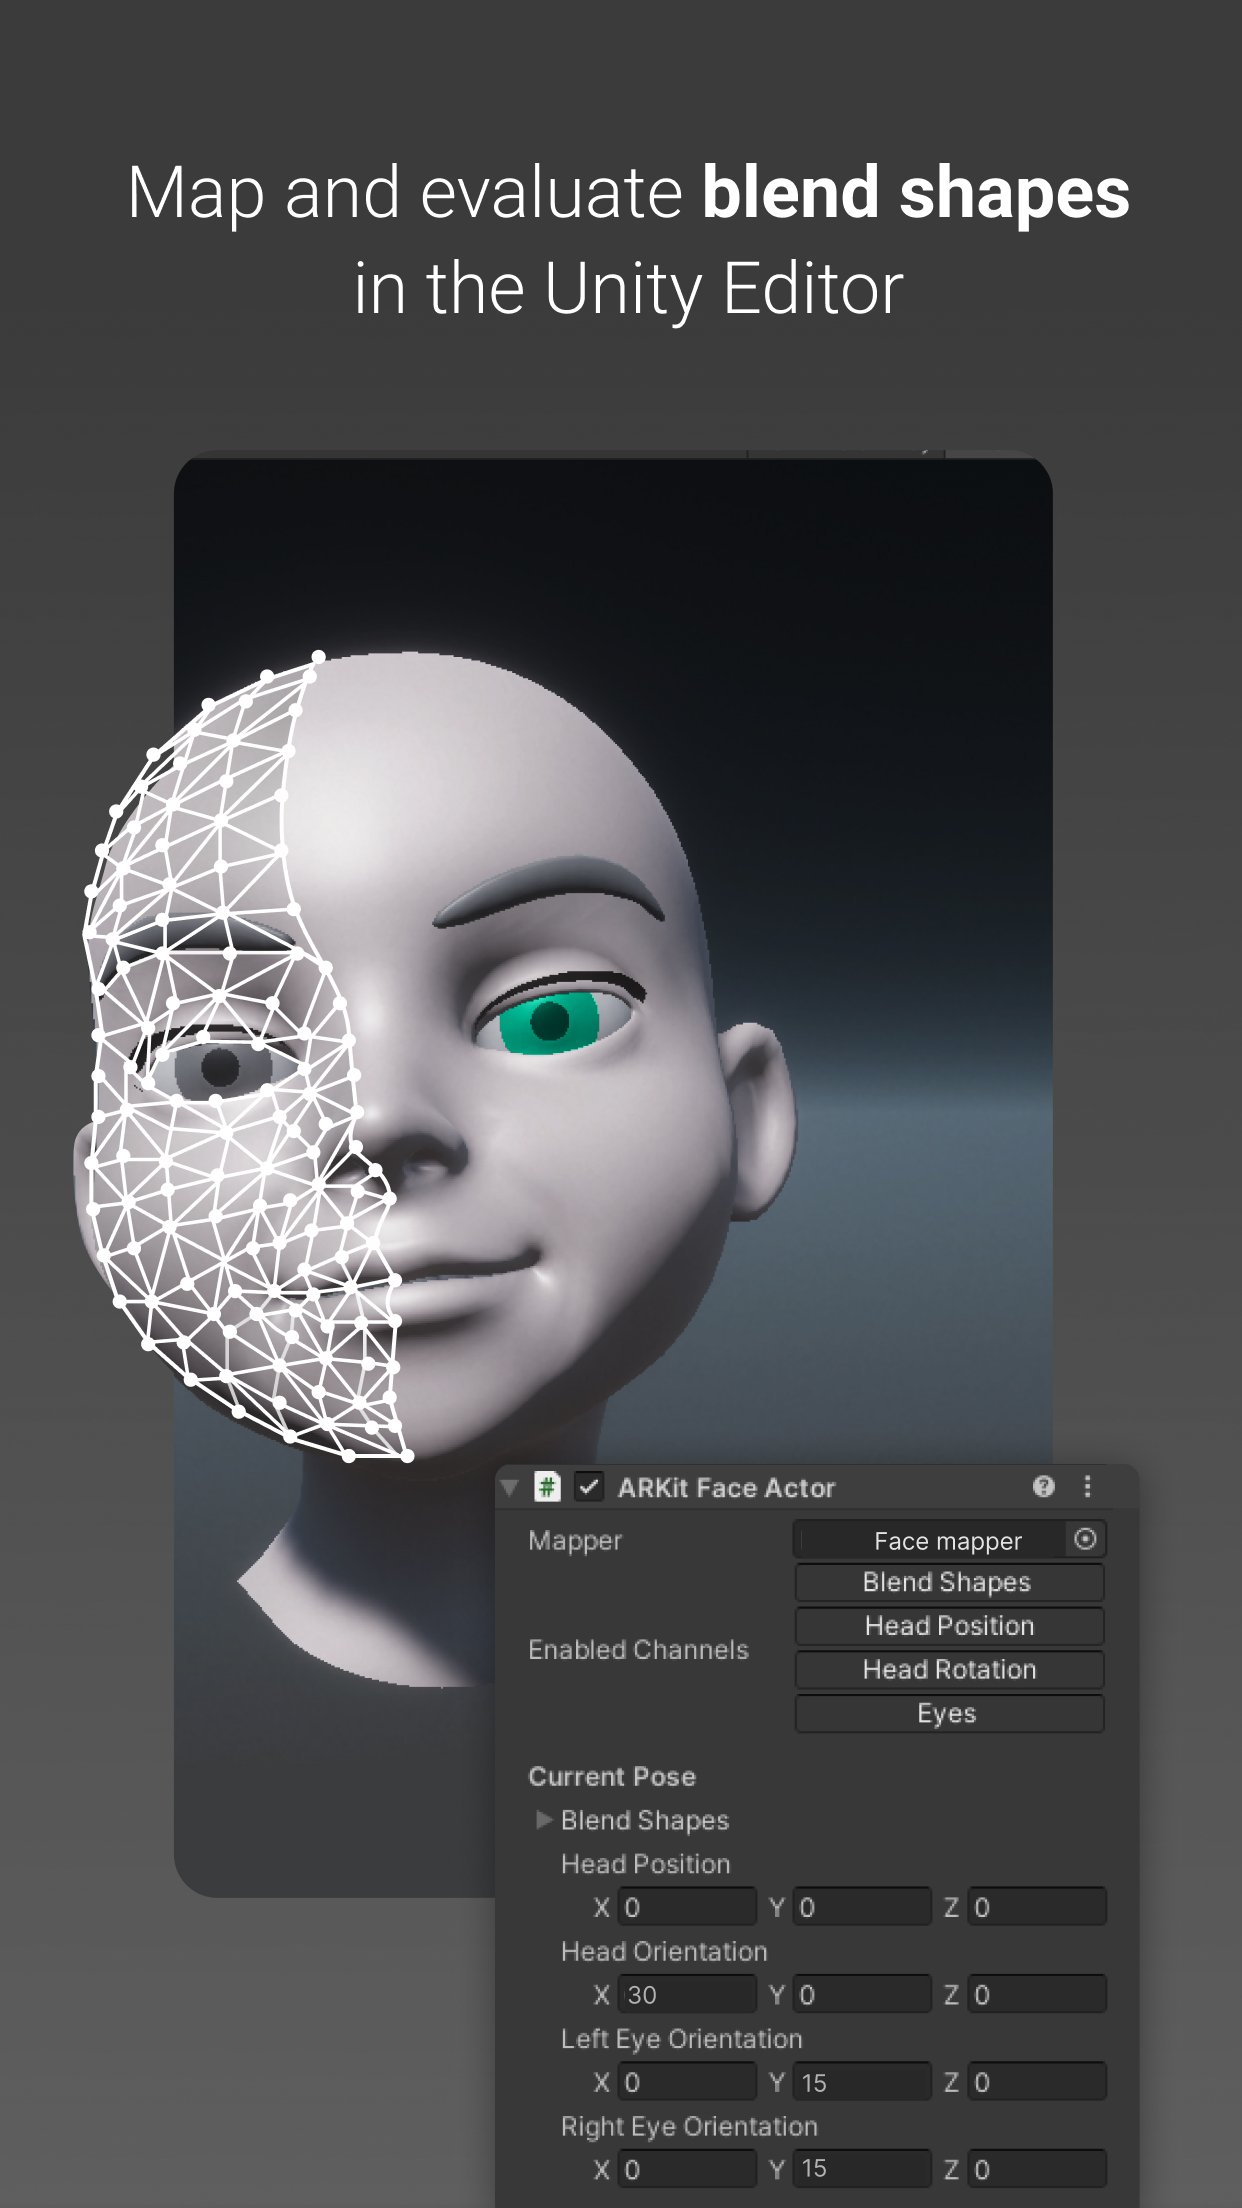 Map and evaluate blend shapes
in the Unity Editor
# ARKit Face Actor ?
Mapper Face mapper
Blend Shapes
Head Position
Enabled Channels
Head Rotation
Eyes
Current Pose
Blend Shapes
Head Position
X 0 Y 0 Z 0
Head Orientation
X 30 Y 0 Z 0
Left Eye Orientation
X 0 Y 15 Z 0
Right Eye Orientation
X 0 Y 15 Z 0